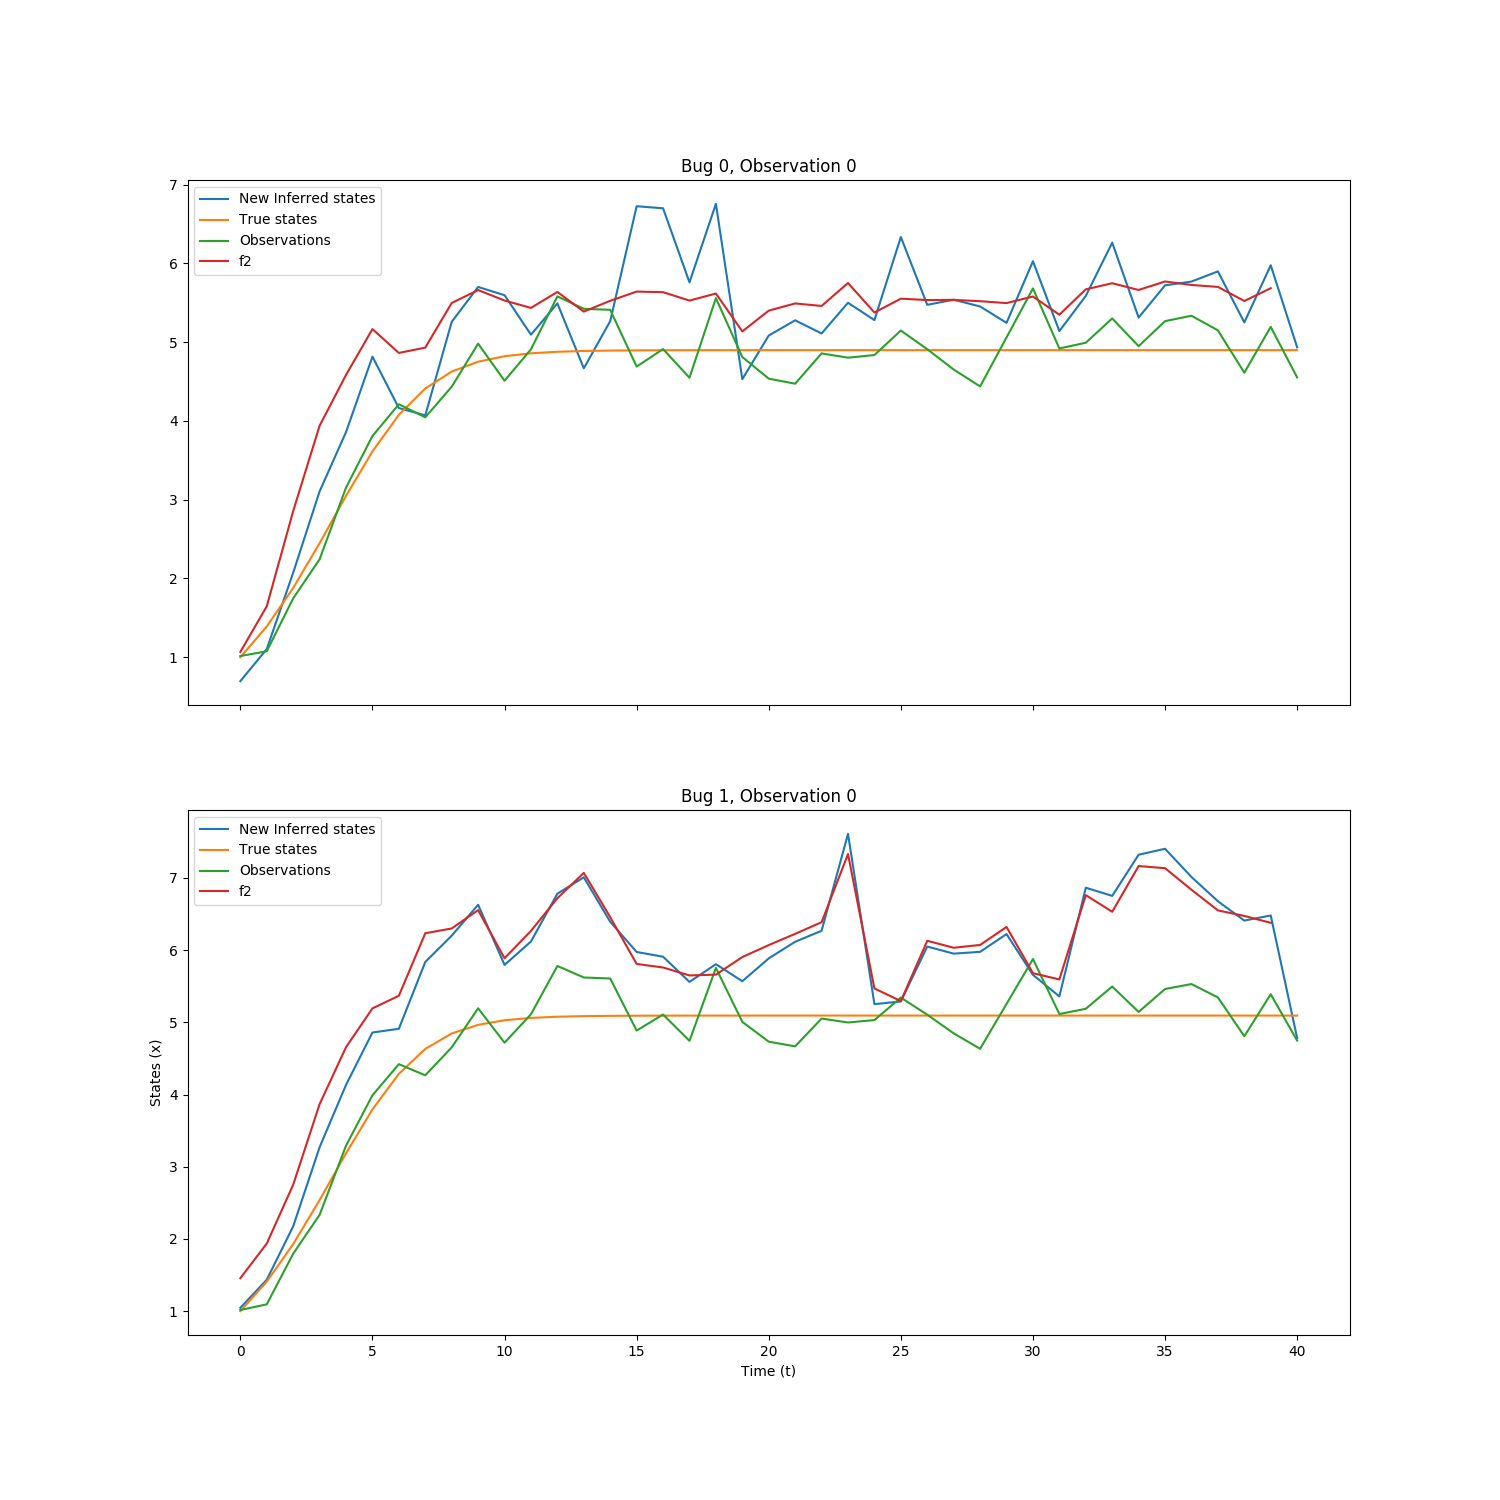 Bug 0, Observation 0
New Inferred states
True states
Observations
f2
7
6
5
4
3
2
1
Bug 1, Observation 0
New Inferred states
True states
Observations
f2
7
6
5
4
3
2
1
States (x)
0 5 10 15 20 25 30 35 40
Time (t)